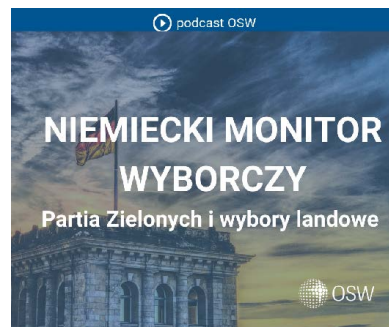 podcast OSW
NIEMIECKI MONITOR
WYBORCZY
Partia Zielonych i wybory landowe
OSW